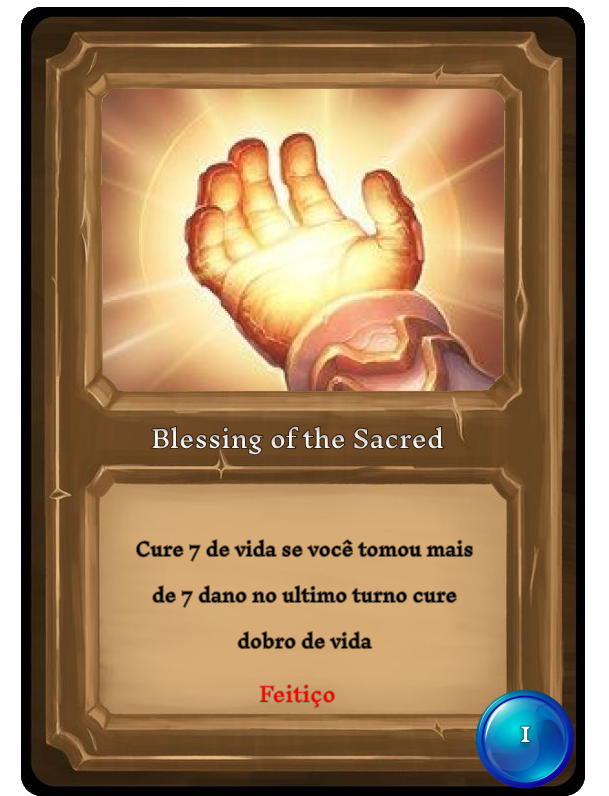 Blessing of the Sacred
Cure 7 de vida se você tomou mais
de 7 dano no ultimo turno cure
dobro de vida
Feitiço
1